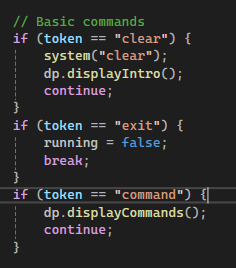 // Basic commands
if (token == "clear") {
    system("clear");
    dp.displayIntro();
    continue;
}
if (token == "exit") {
    running = false;
    break;
}
if (token == "command") {
    dp.displayCommands();
    continue;
}